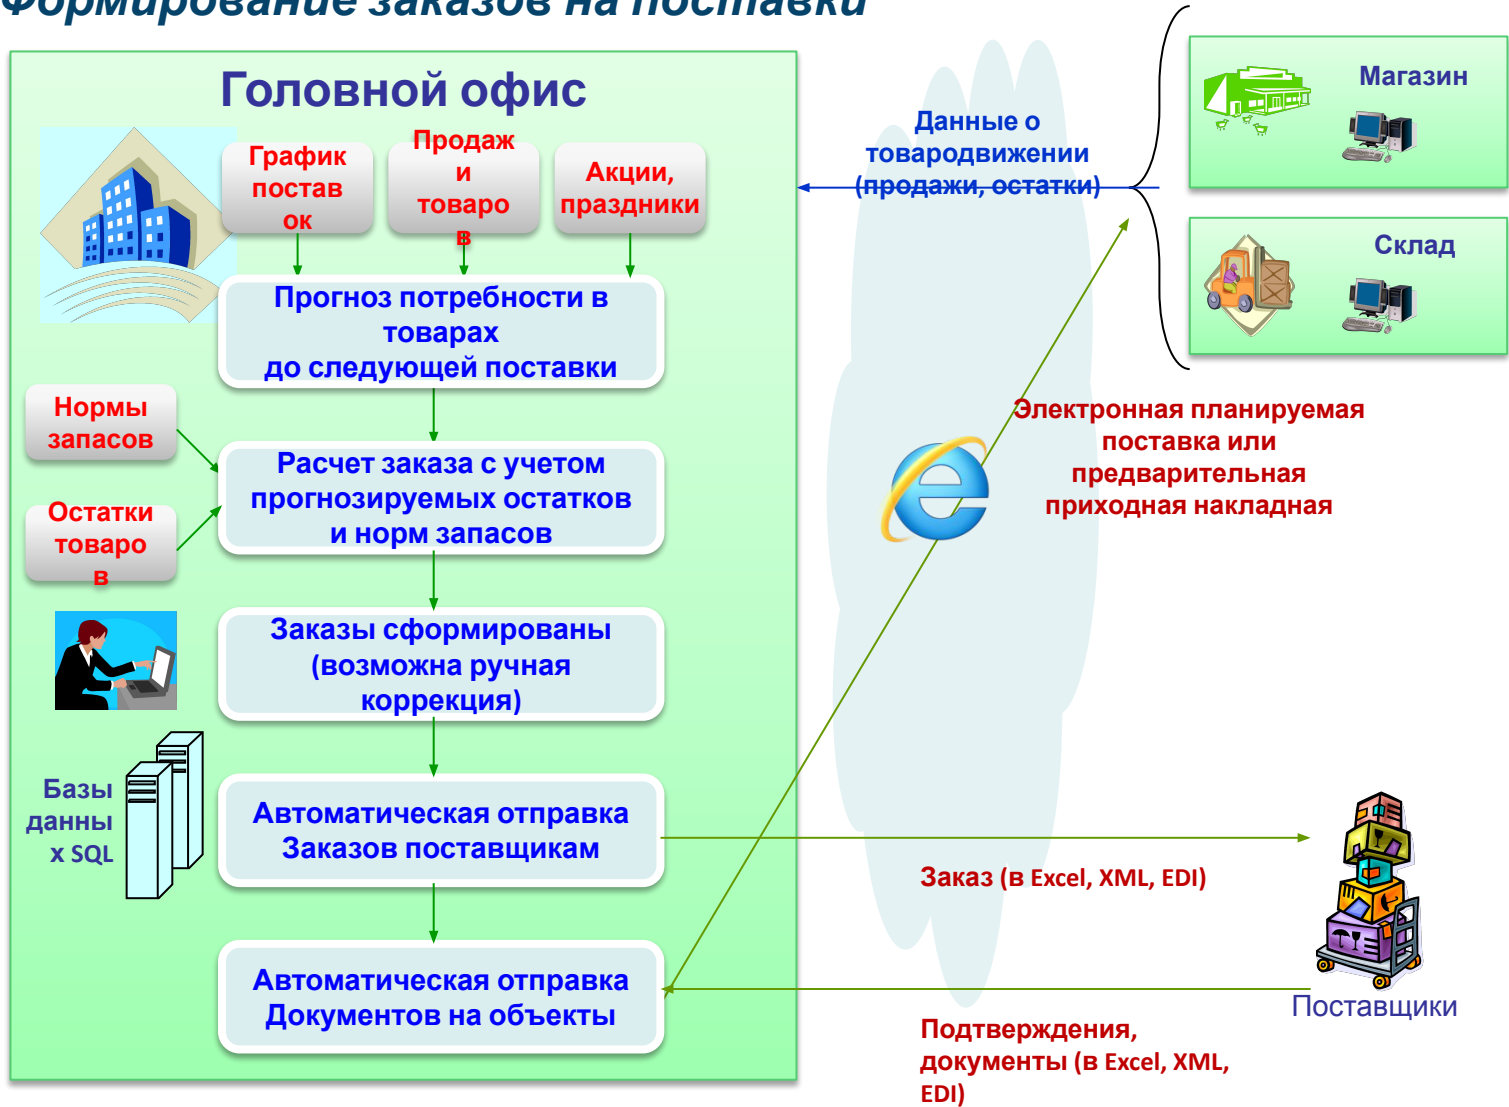 Формирование заказов на поставки
Головной офис
График
постав
ок
Продаж
и
товаро
в
Акции,
праздники
Прогноз потребности в
товарах
до следующей поставки
Нормы
запасов
Остатки
товаро
в
Расчет заказа с учетом
прогнозируемых остатков
и норм запасов
Заказы сформированы
(возможна ручная
коррекция)
Базы
данны
х SQL
Автоматическая отправка
Заказов поставщикам
Автоматическая отправка
Документов на объекты
Данные о
товародвижении
(продажи, остатки)
Магазин
Склад
Электронная планируемая
поставка или
предварительная
приходная накладная
Заказ (в Excel, XML, EDI)
Поставщики
Подтверждения,
документы (в Excel, XML,
EDI)